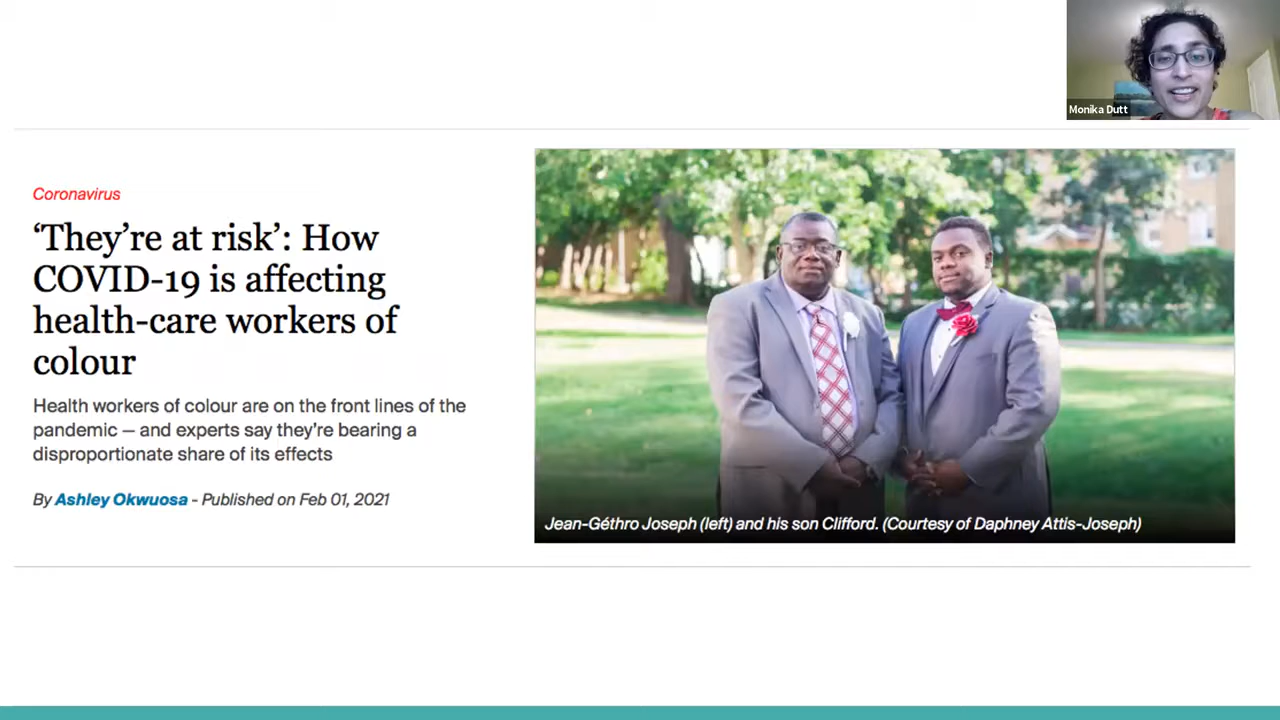 Monika Dutt
Coronavirus
‘They’re at risk’: How
COVID-19 is affecting
health-care workers of
colour
Health workers of colour are on the front lines of the
pandemic — and experts say they’re bearing a
disproportionate share of its effects
By Ashley Okwuosa - Published on Feb 01, 2021
Jean-Géthro Joseph (left) and his son Clifford. (Courtesy of Daphney Attis-Joseph)